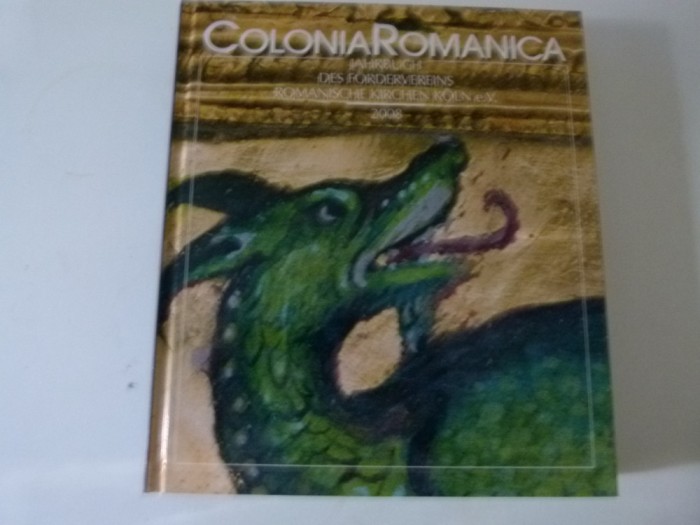 COLONIAROMANICA
JAHRBUCH
DES FÖRDERVEREINS
ROMANISCHE KIRCHEN KÖLN e.V.
2008